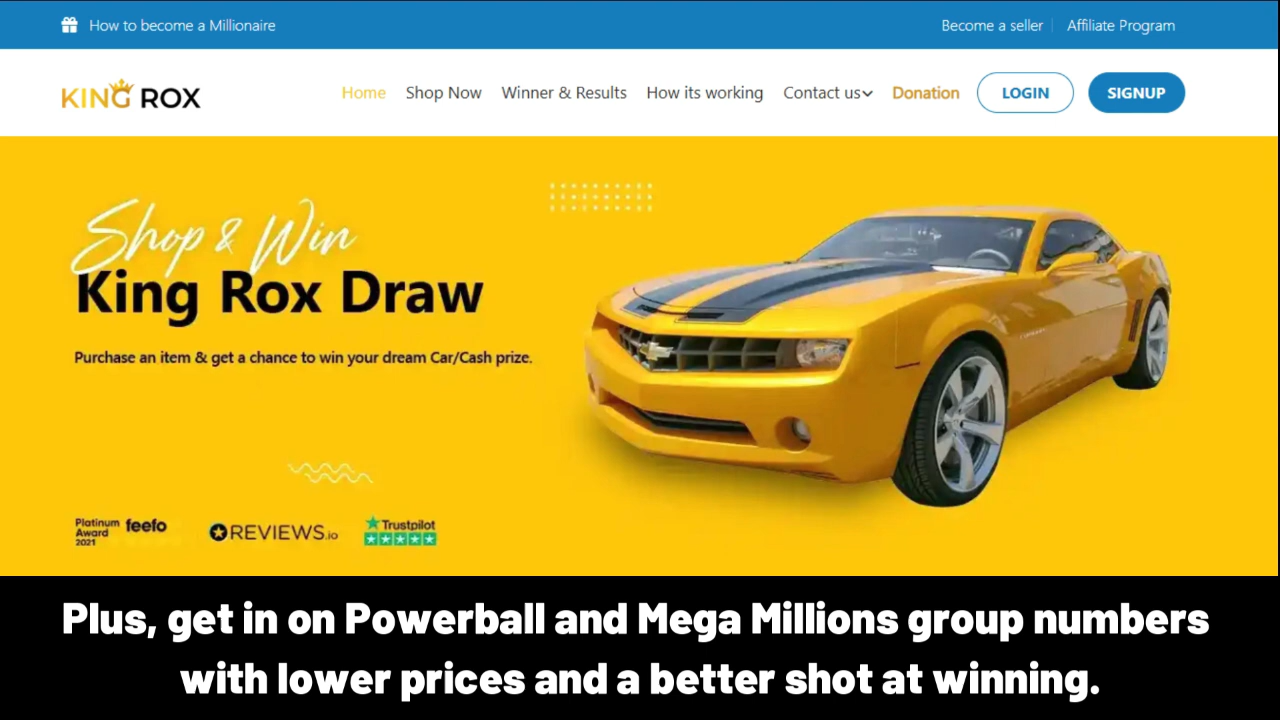 How to become a Millionaire
Become a seller
Affiliate Program
KING ROX
Home
Shop Now
Winner & Results
How its working
Contact us
Donation
LOGIN
SIGNUP
Shop & Win
King Rox Draw
Purchase an item & get a chance to win your dream Car/Cash prize.
Platinum
Award
2021
feefo
REVIEWS.io
Trustpilot
Plus, get in on Powerball and Mega Millions group numbers
with lower prices and a better shot at winning.